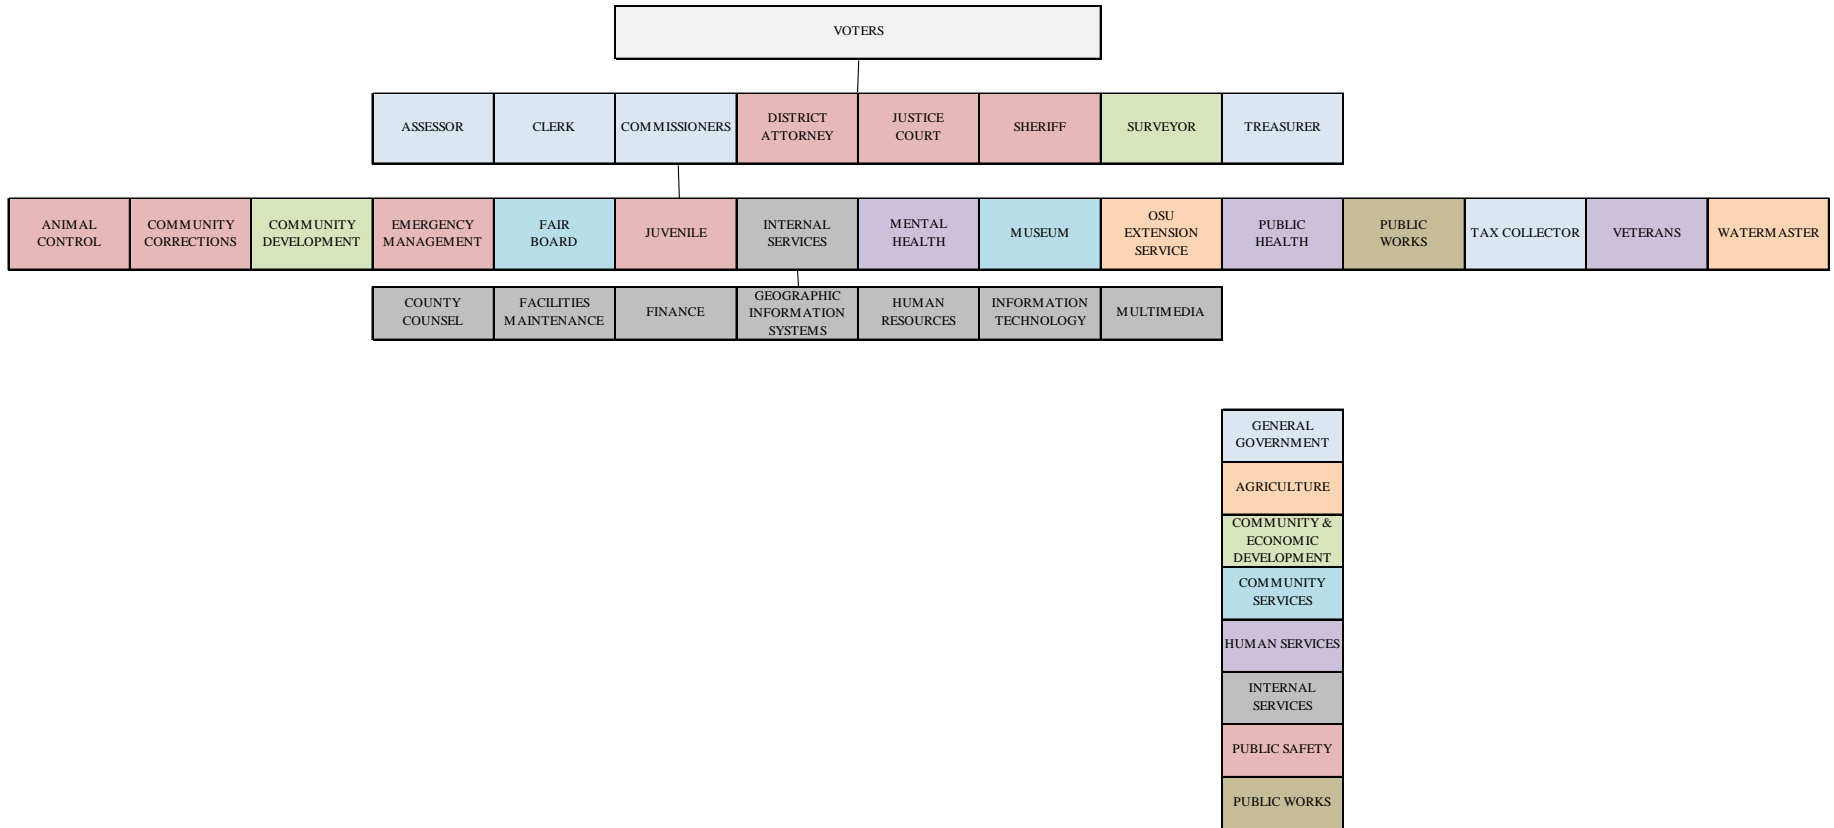 VOTERS
ASSESSOR
CLERK
COMMISSIONERS
DISTRICT
ATTORNEY
JUSTICE
COURT
SHERIFF
SURVEYOR
TREASURER
ANIMAL
CONTROL
COMMUNITY
CORRECTIONS
COMMUNITY
DEVELOPMENT
EMERGENCY
MANAGEMENT
FAIR
BOARD
JUVENILE
INTERNAL
SERVICES
MENTAL
HEALTH
MUSEUM
OSU
EXTENSION
SERVICE
PUBLIC
HEALTH
PUBLIC
WORKS
TAX COLLECTOR
VETERANS
WATERMASTER
COUNTY
COUNSEL
FACILITIES
MAINTENANCE
FINANCE
GEOGRAPHIC
INFORMATION
SYSTEMS
HUMAN
RESOURCES
INFORMATION
TECHNOLOGY
MULTIMEDIA
GENERAL
GOVERNMENT
AGRICULTURE
COMMUNITY &
ECONOMIC
DEVELOPMENT
COMMUNITY
SERVICES
HUMAN SERVICES
INTERNAL
SERVICES
PUBLIC SAFETY
PUBLIC WORKS